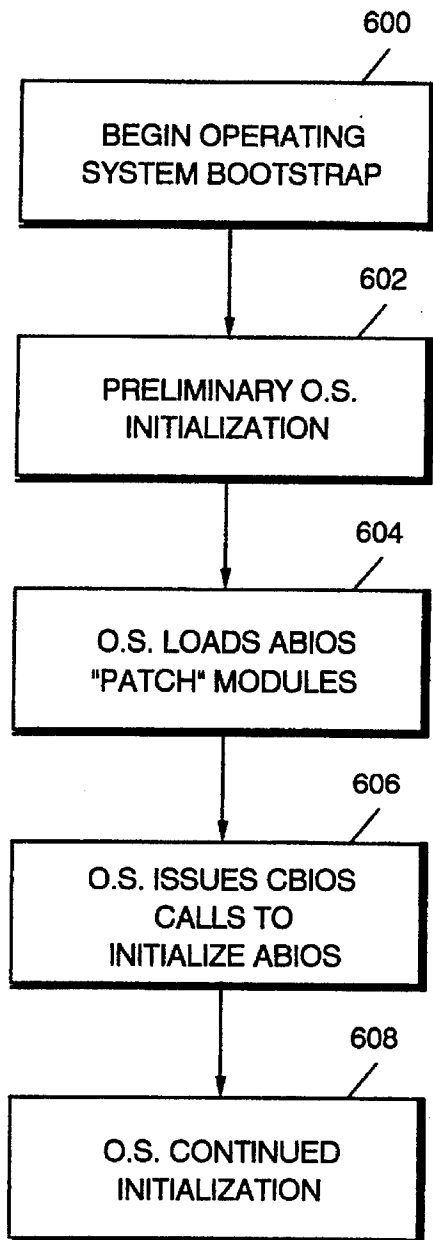 600
BEGIN OPERATING
SYSTEM BOOTSTRAP
602
PRELIMINARY O.S.
INITIALIZATION
604
O.S. LOADS ABIOS
"PATCH" MODULES
606
O.S. ISSUES CBIOS
CALLS TO
INITIALIZE ABIOS
608
O.S. CONTINUED
INITIALIZATION